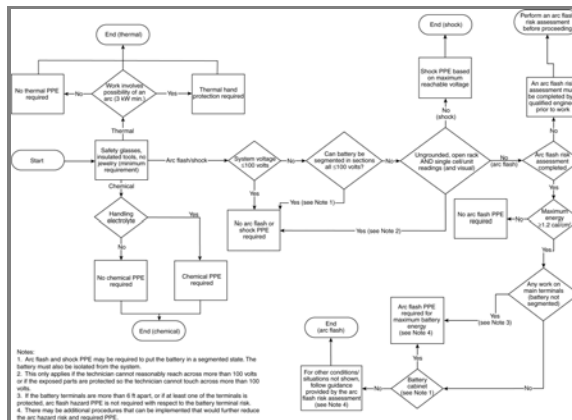 End (thermal)
No thermal PPE
required
No
Work involved
possibility of an
arc (3 kW min.)
Yes
Thermal hand
protection required
Thermal
Start
Safety glasses,
insulated tools, no
jewelry (minimum
requirement)
Arc flash/shock
Chemical
Handling
electrolyte
Yes
No
No chemical PPE
required
Chemical PPE
required
End (chemical)
System voltage
≤100 volts
No
Yes
Can battery be
segmented in sections
all ≤100 volts?
No
Yes (see Note 1)
No arc flash or
shock PPE
required
End (shock)
Shock PPE based on
maximum
reachable voltage
No
(shock)
Ungrounded, open
rack AND single cell/unit
readings (and visual)
No
(arc flash)
Yes (see Note 2)
Perform an arc flash
risk assessment
before proceeding
An arc flash risk
assessment must
be completed by
qualified engineer
prior to work
No
Arc flash risk
assessment
completed
Yes
Maximum
energy
>1.2 cal/cm²
No
No arc flash PPE
required
Yes
Any work on
main terminals
(battery not
segmented)
Yes
(see Note 3)
No
Arc flash PPE
required for
maximum battery
energy
(see Note 4)
Yes
Battery
cabinet
(see Note 1)
No
For other conditions/
situations not shown,
follow guidance
provided by the arc
flash risk assessment
(see Note 4)
End
(arc flash)
Notes:
1. Arc flash and shock PPE may be required to put the battery in a segmented state. The
battery must also be isolated from the system.
2. This only applies if the technician cannot reasonably reach across more than 100 volts
or if the exposed parts are protected so the technician cannot touch across more than 100
volts.
3. If the battery terminals are more than 6 ft apart, or if at least one of the terminals is
protected, arc flash hazard PPE is not required with respect to the battery terminal risk.
4. There may be additional procedures that can be implemented that would further reduce
the arc hazard risk and required PPE.